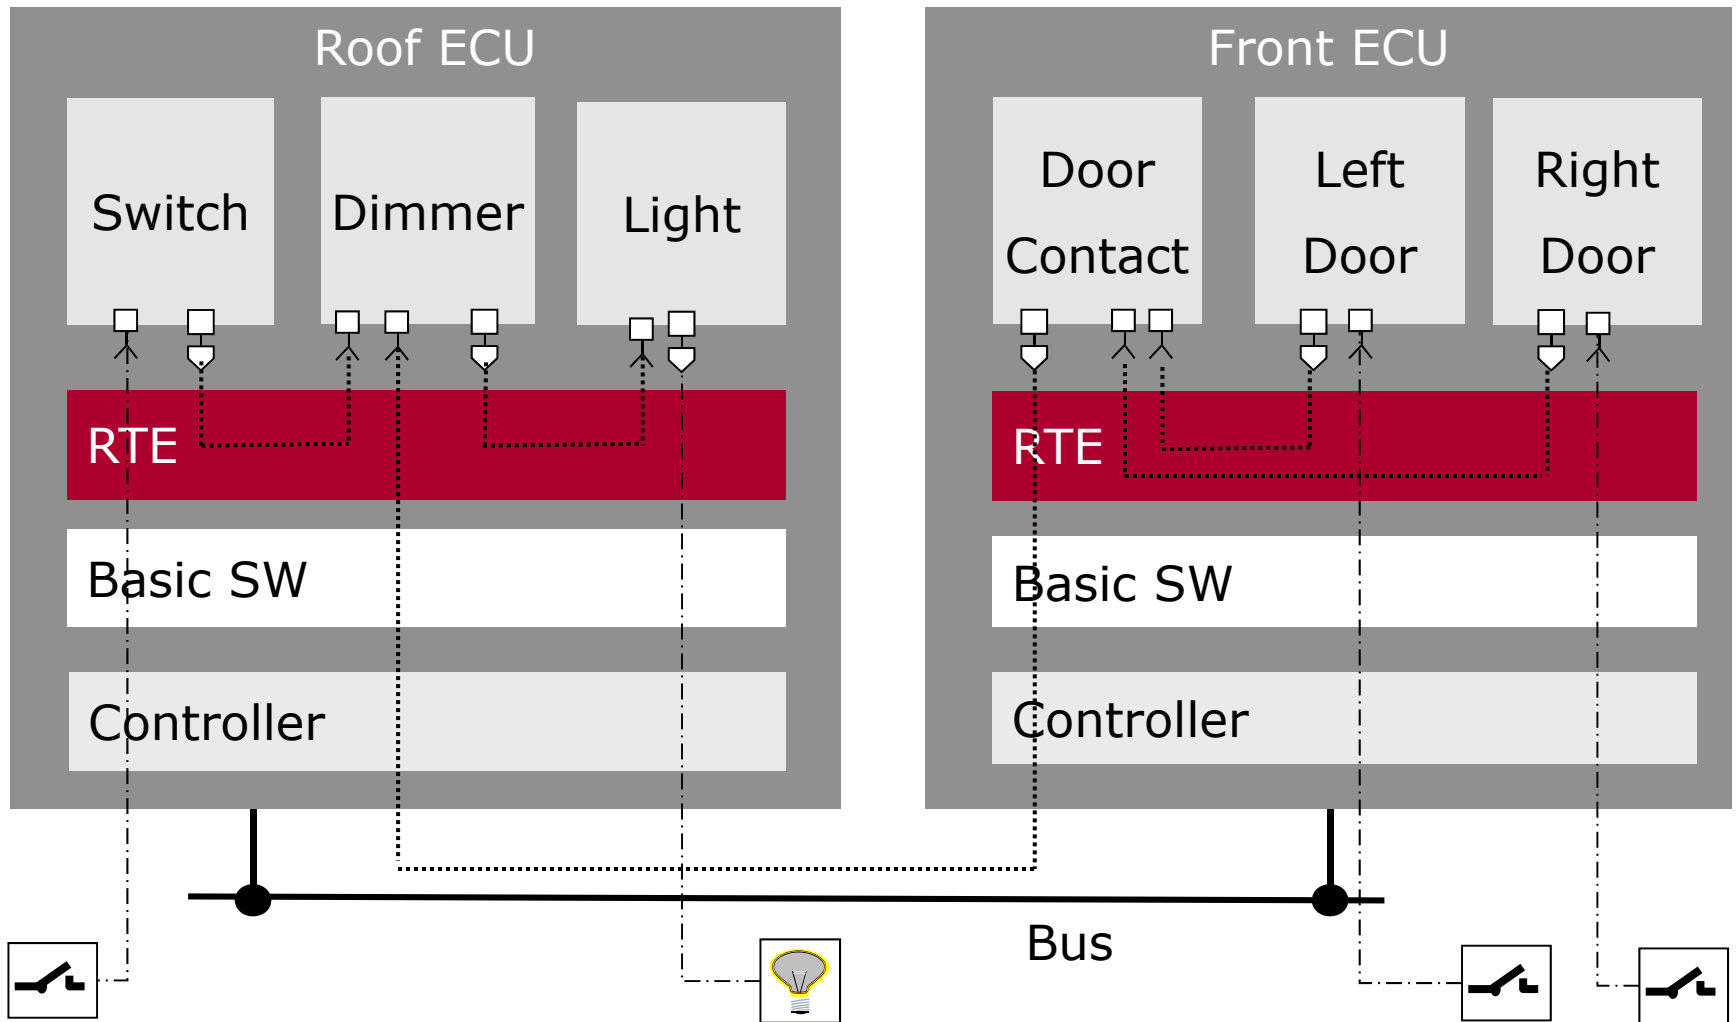 Roof ECU
Switch
Dimmer
Light
RTE
Basic SW
Controller
Front ECU
Door
Contact
Left
Door
Right
Door
RTE
Basic SW
Controller
Bus